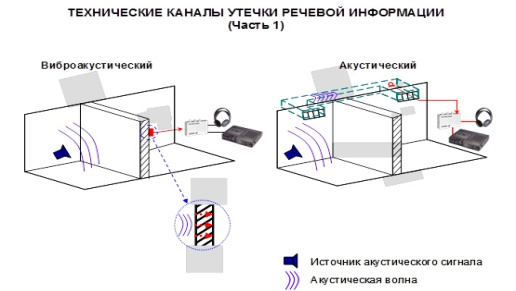 ТЕХНИЧЕСКИЕ КАНАЛЫ УТЕЧКИ РЕЧЕВОЙ ИНФОРМАЦИИ
(Часть 1)
Виброакустический
Акустический
Источник акустического сигнала
Акустическая волна